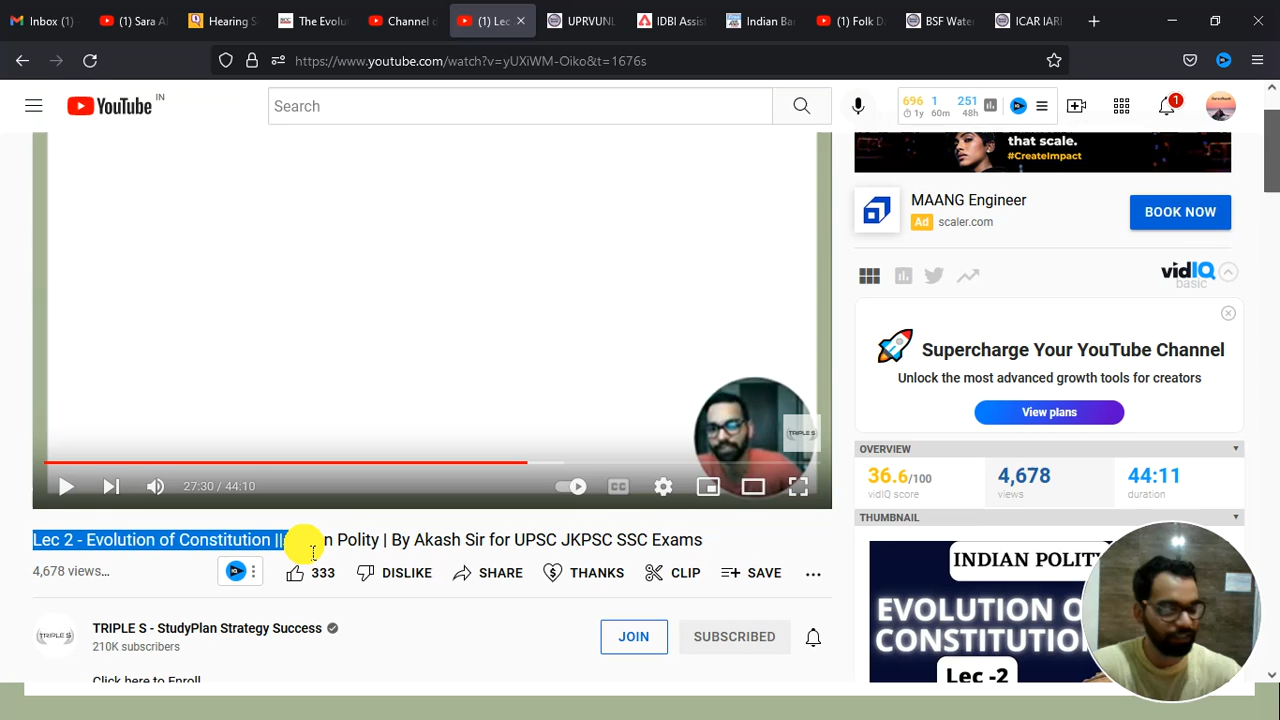 Inbox (1)
(1) Sara Al
Hearing S
The Evolu
Channel d
(1) Lec
UPRVUNL
IDBI Assis
Indian Ba
(1) Folk Da
BSF Water
ICAR IARI
https://www.youtube.com/watch?v=yUXiWM-Oiko&t=1676s
YouTube IN
Search
696 1 251
1y 60m 48h
1
that scale.
#CreateImpact
MAANG Engineer
Ad scaler.com
BOOK NOW
vidIQ
basic
Supercharge Your YouTube Channel
Unlock the most advanced growth tools for creators
View plans
TRIPLE S
27:30 / 44:10
CC
OVERVIEW
36.6/100 4,678 44:11
vidIQ score views duration
THUMBNAIL
Lec 2 - Evolution of Constitution || n Polity | By Akash Sir for UPSC JKPSC SSC Exams
4,678 views...
333 DISLIKE SHARE THANKS CLIP SAVE
INDIAN POLIT
EVOLUTION O
CONSTITUTION
Lec -2
TRIPLE S
TRIPLE S - StudyPlan Strategy Success
210K subscribers
JOIN SUBSCRIBED
Click here to Enroll